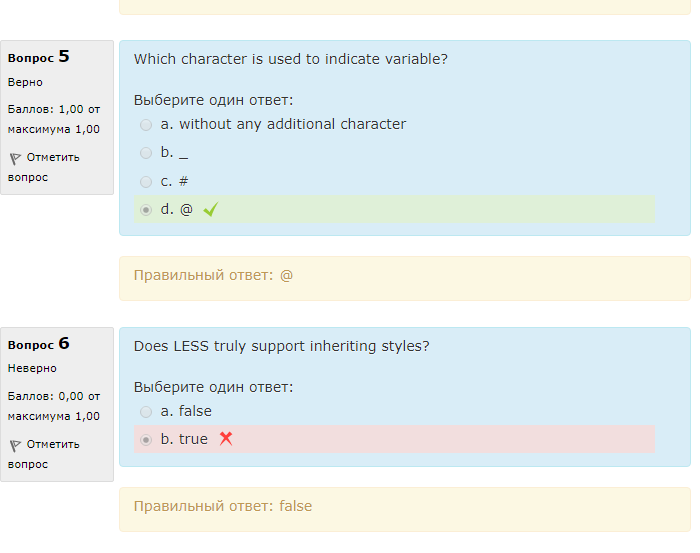 Вопрос 5
Верно
Баллов: 1,00 от
максимума 1,00
Отметить
вопрос
Which character is used to indicate variable?
Выберите один ответ:
a. without any additional character
b. _
c. #
d. @
Правильный ответ: @
Вопрос 6
Неверно
Баллов: 0,00 от
максимума 1,00
Отметить
вопрос
Does LESS truly support inheriting styles?
Выберите один ответ:
a. false
b. true
Правильный ответ: false